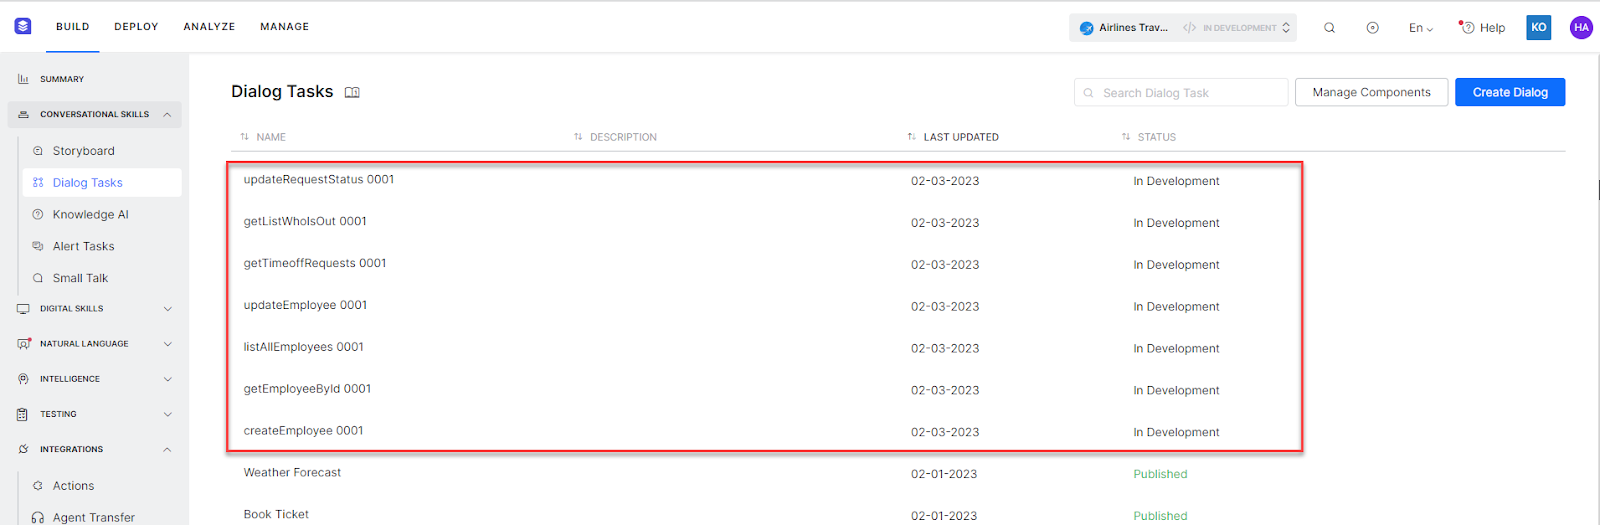 BUILD DEPLOY ANALYZE MANAGE Airlines Trav... </> IN DEVELOPMENT En Help KO HA
SUMMARY
CONVERSATIONAL SKILLS
Storyboard
Dialog Tasks
Knowledge AI
Alert Tasks
Small Talk
DIGITAL SKILLS
NATURAL LANGUAGE
INTELLIGENCE
TESTING
INTEGRATIONS
Actions
Agent Transfer
Dialog Tasks Search Dialog Task Manage Components Create Dialog
NAME DESCRIPTION LAST UPDATED STATUS
updateRequestStatus 0001 02-03-2023 In Development
getListWhoIsOut 0001 02-03-2023 In Development
getTimeoffRequests 0001 02-03-2023 In Development
updateEmployee 0001 02-03-2023 In Development
listAllEmployees 0001 02-03-2023 In Development
getEmployeeById 0001 02-03-2023 In Development
createEmployee 0001 02-03-2023 In Development
Weather Forecast 02-01-2023 Published
Book Ticket 02-01-2023 Published